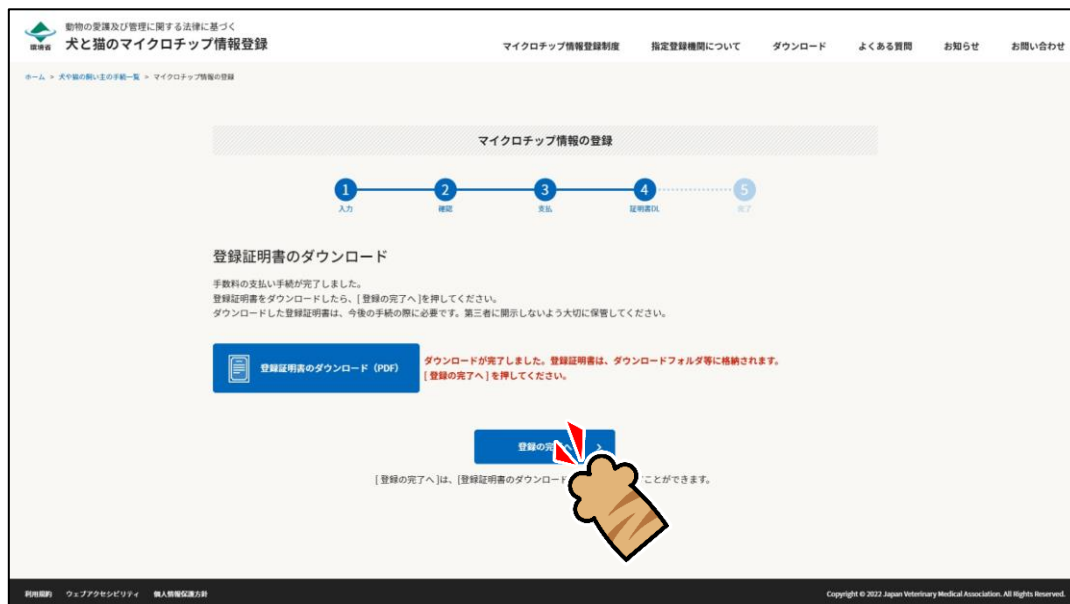 動物の愛護及び管理に関する法律に基づく
環境省 犬と猫のマイクロチップ情報登録
マイクロチップ情報登録制度 指定登録機関について ダウンロード よくある質問 お知らせ お問い合わせ
ホーム > 犬や猫の飼い主の手続一覧 > マイクロチップ情報の登録
マイクロチップ情報の登録
1 2 3 4 5
入力 確認 支払 証明書DL 完了
登録証明書のダウンロード
手数料の支払い手続が完了しました。
登録証明書をダウンロードしたら、[ 登録の完了へ ]を押してください。
ダウンロードした登録証明書は、今後の手続の際に必要です。第三者に開示しないよう大切に保管してください。
登録証明書のダウンロード（PDF）
ダウンロードが完了しました。登録証明書は、ダウンロードフォルダ等に格納されます。
[ 登録の完了へ ] を押してください。
登録の完
[ 登録の完了へ ]は、[登録証明書のダウンロード ことができます。
利用規約 ウェブアクセシビリティ 個人情報保護方針
Copyright © 2022 Japan Veterinary Medical Association. All Rights Reserved.